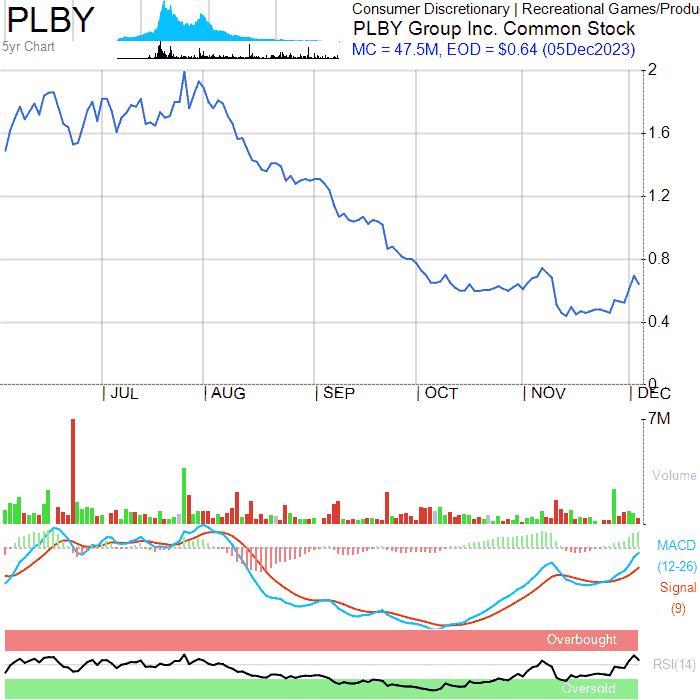 PLBY
5yr Chart
Consumer Discretionary | Recreational Games/Produ
PLBY Group Inc. Common Stock
MC = 47.5M, EOD = $0.64 (05Dec2023)
2
1.6
1.2
0.8
0.4
0
| JUL | AUG | SEP | OCT | NOV | DEC
7M
Volume
MACD
(12-26)
Signal
(9)
Overbought
RSI(14)
Oversold